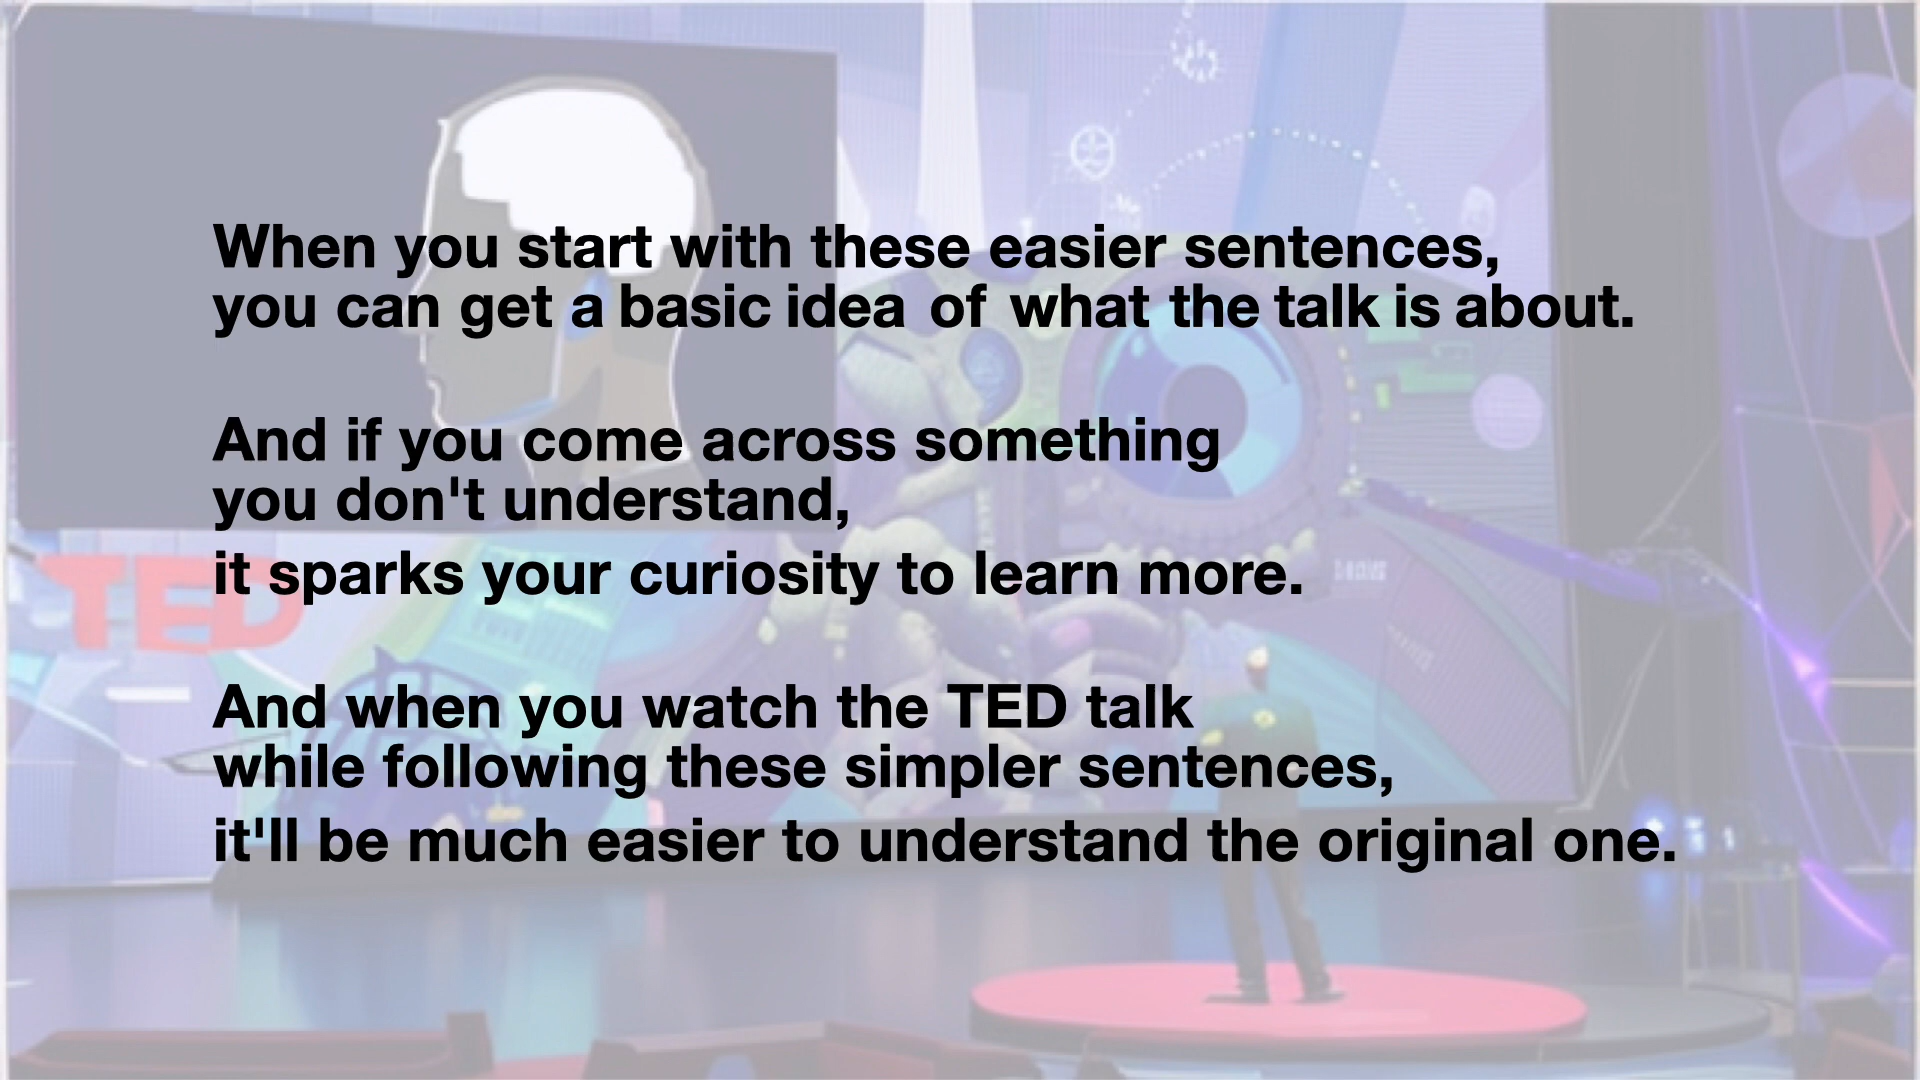 When you start with these easier sentences,
you can get a basic idea of what the talk is about.
And if you come across something
you don't understand,
it sparks your curiosity to learn more.
TED
And when you watch the TED talk
while following these simpler sentences,
it'll be much easier to understand the original one.